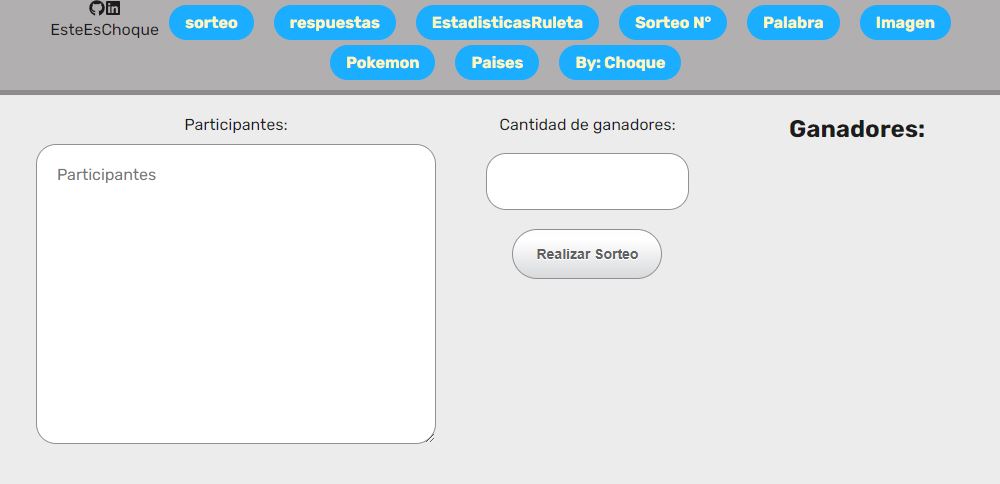 EsteEsChoque sorteo respuestas EstadisticasRuleta Sorteo N° Palabra Imagen
Pokemon Paises By: Choque
Participantes: Cantidad de ganadores: Ganadores:
Participantes
Realizar Sorteo